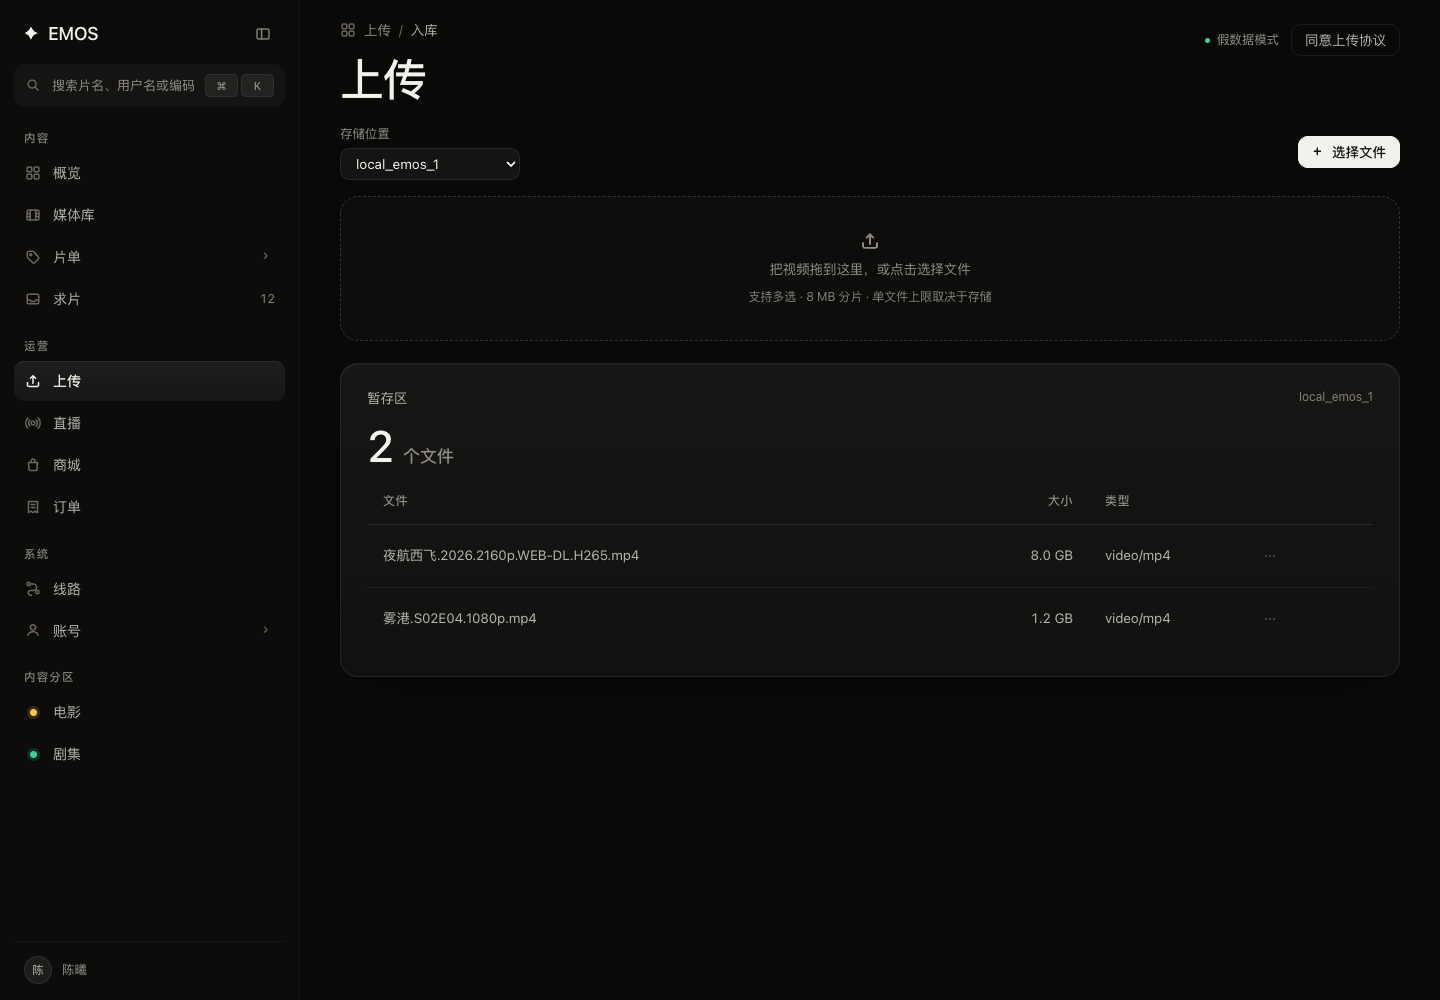 EMOS
搜索片名、用户名或编码 ⌘ K
内容
概览
媒体库
片单
求片 12
运营
上传
直播
商城
订单
系统
线路
账号
内容分区
电影
剧集
陈 陈曦
上传 / 入库
假数据模式 同意上传协议
上传
存储位置
local_emos_1
+ 选择文件
把视频拖到这里，或点击选择文件
支持多选 · 8 MB 分片 · 单文件上限取决于存储
暂存区 local_emos_1
2 个文件
文件 大小 类型
夜航西飞.2026.2160p.WEB-DL.H265.mp4 8.0 GB video/mp4 ···
雾港.S02E04.1080p.mp4 1.2 GB video/mp4 ···